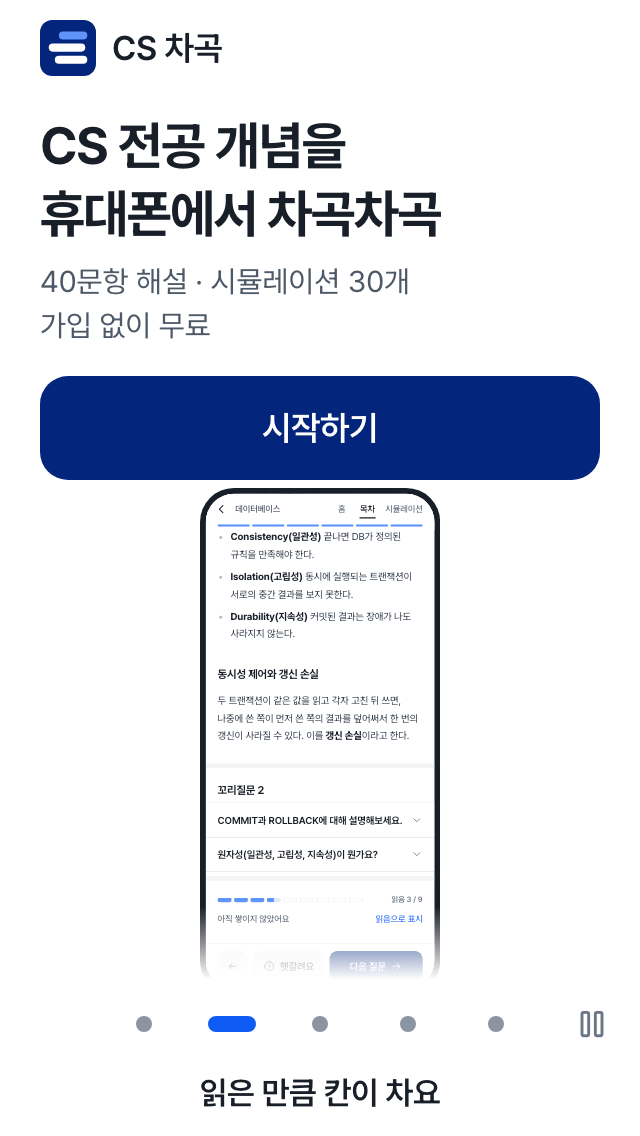 CS 차곡
CS 전공 개념을
휴대폰에서 차곡차곡
40문항 해설 · 시뮬레이션 30개
가입 없이 무료
시작하기
데이터베이스 홈 목차 시뮬레이션
• Consistency(일관성) 끝나면 DB가 정의된
규칙을 만족해야 한다.
• Isolation(고립성) 동시에 실행되는 트랜잭션이
서로의 중간 결과를 보지 못한다.
• Durability(지속성) 커밋된 결과는 장애가 나도
사라지지 않는다.
동시성 제어와 갱신 손실
두 트랜잭션이 같은 값을 읽고 각자 고친 뒤 쓰면,
나중에 쓴 쪽이 먼저 쓴 쪽의 결과를 덮어써서 한 번의
갱신이 사라질 수 있다. 이를 갱신 손실이라고 한다.
꼬리질문 2
COMMIT과 ROLLBACK에 대해 설명해보세요.
원자성(일관성, 고립성, 지속성)이 뭔가요?
읽음 3 / 9
아직 쌓이지 않았어요 읽음으로 표시
헷갈려요 다음 질문 →
읽은 만큼 칸이 차요